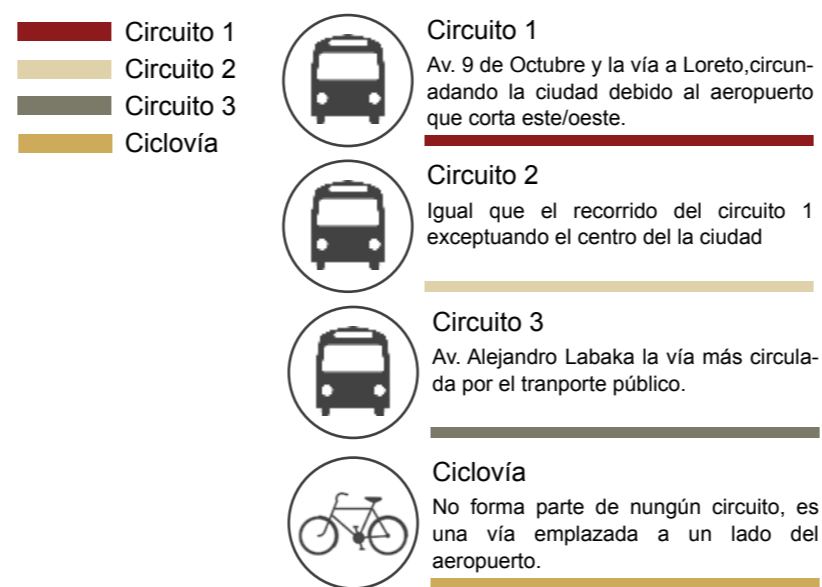 Circuito 1
Circuito 2
Circuito 3
Ciclovía
Circuito 1
Av. 9 de Octubre y la vía a Loreto,circun-
adando la ciudad debido al aeropuerto
que corta este/oeste.
Circuito 2
Igual que el recorrido del circuito 1
exceptuando el centro del la ciudad
Circuito 3
Av. Alejandro Labaka la vía más circula-
da por el tranporte público.
Ciclovía
No forma parte de nungún circuito, es
una vía emplazada a un lado del
aeropuerto.